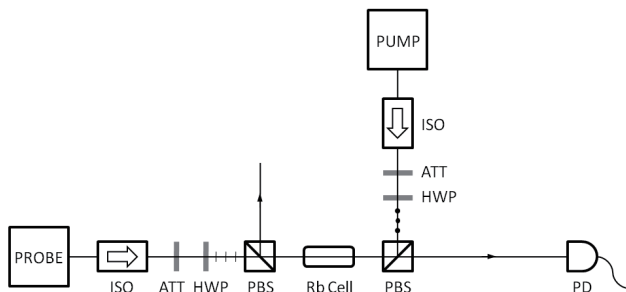 PUMP
ISO
ATT
HWP
PROBE
ISO ATT HWP PBS Rb Cell PBS PD